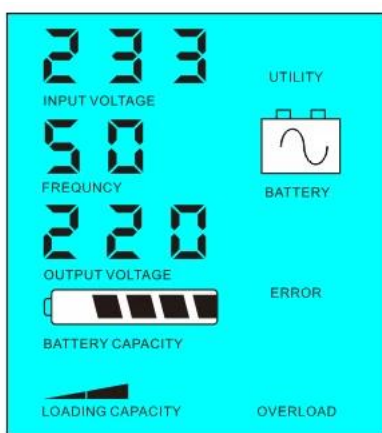 233
UTILITY
INPUT VOLTAGE
50
FREQUNCY
BATTERY
220
OUTPUT VOLTAGE
ERROR
BATTERY CAPACITY
LOADING CAPACITY
OVERLOAD